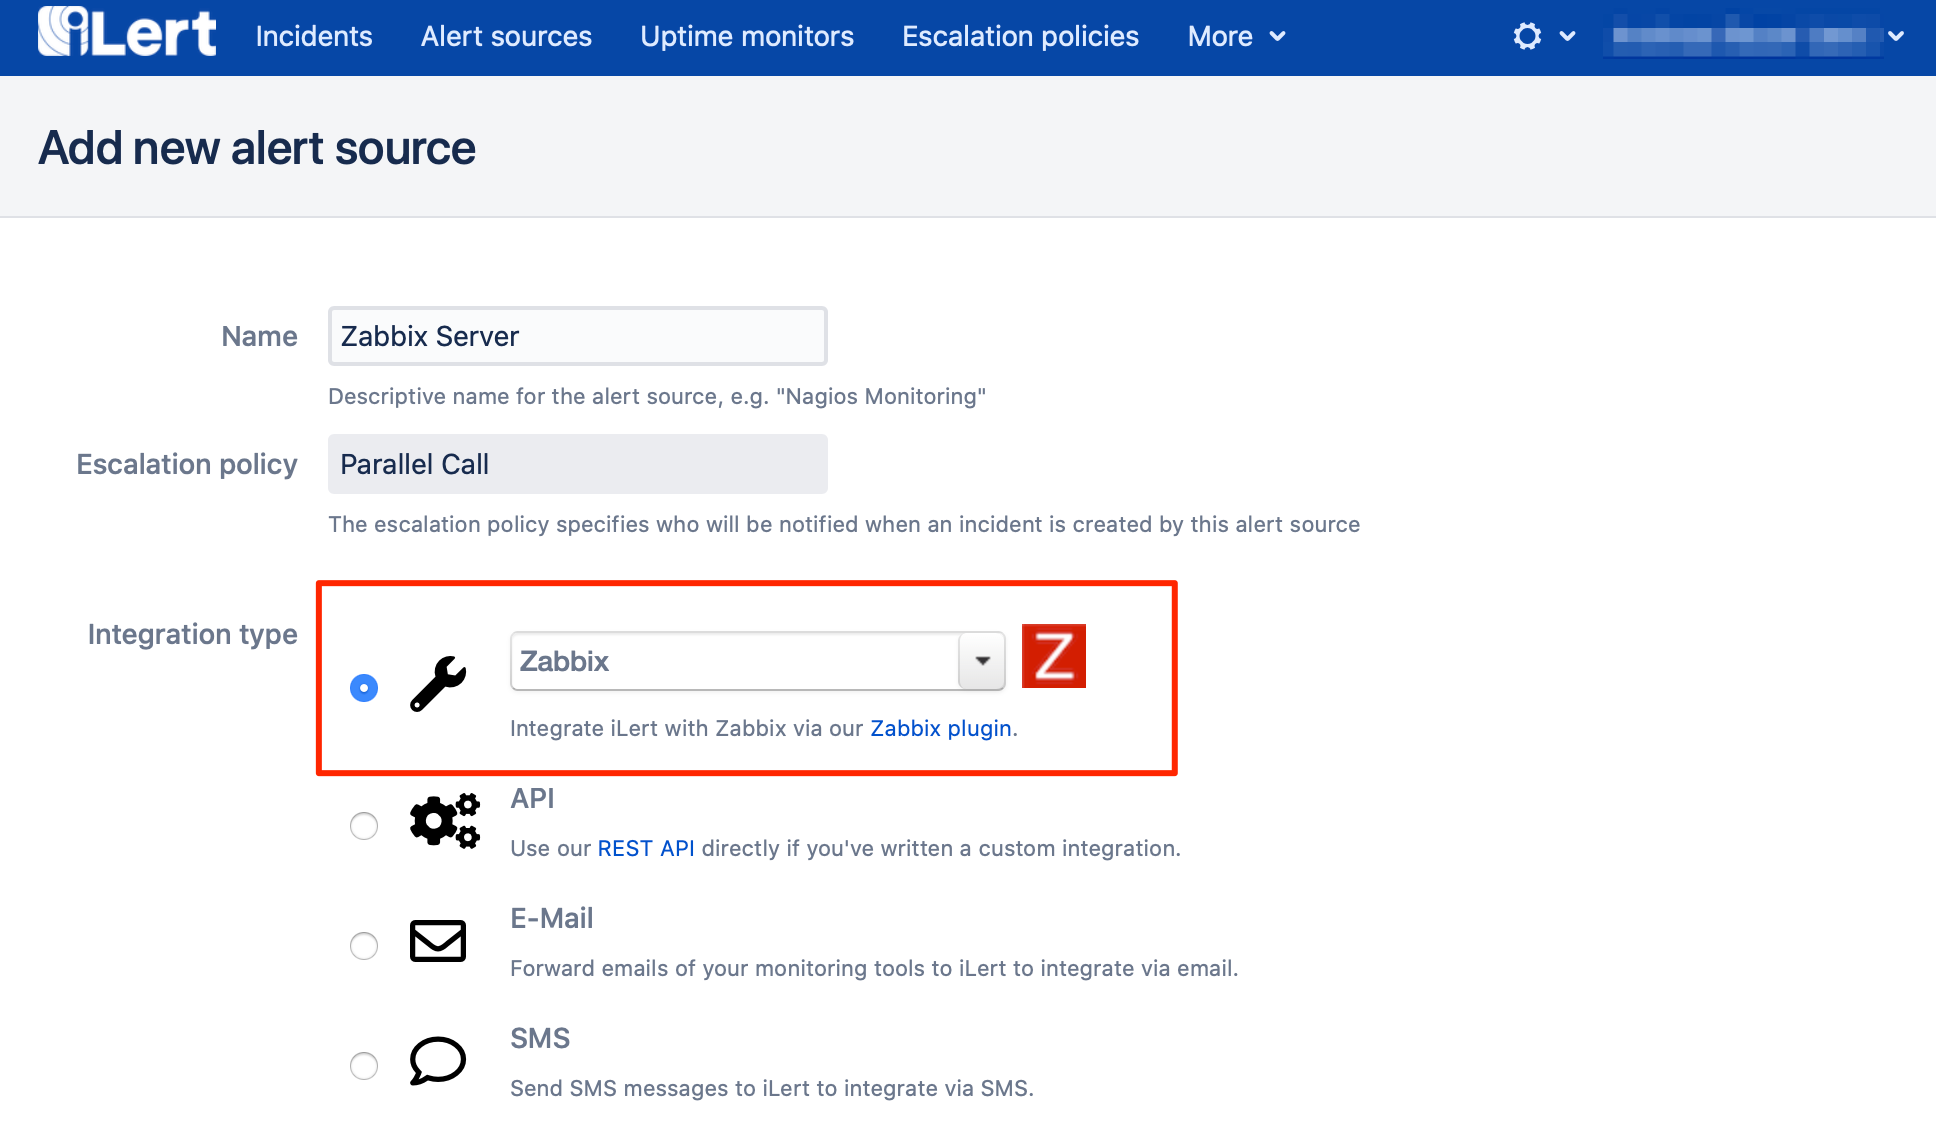 iLert Incidents Alert sources Uptime monitors Escalation policies More
Add new alert source
Name Zabbix Server
Descriptive name for the alert source, e.g. "Nagios Monitoring"
Escalation policy Parallel Call
The escalation policy specifies who will be notified when an incident is created by this alert source
Integration type Zabbix Z
Integrate iLert with Zabbix via our Zabbix plugin.
API
Use our REST API directly if you've written a custom integration.
E-Mail
Forward emails of your monitoring tools to iLert to integrate via email.
SMS
Send SMS messages to iLert to integrate via SMS.